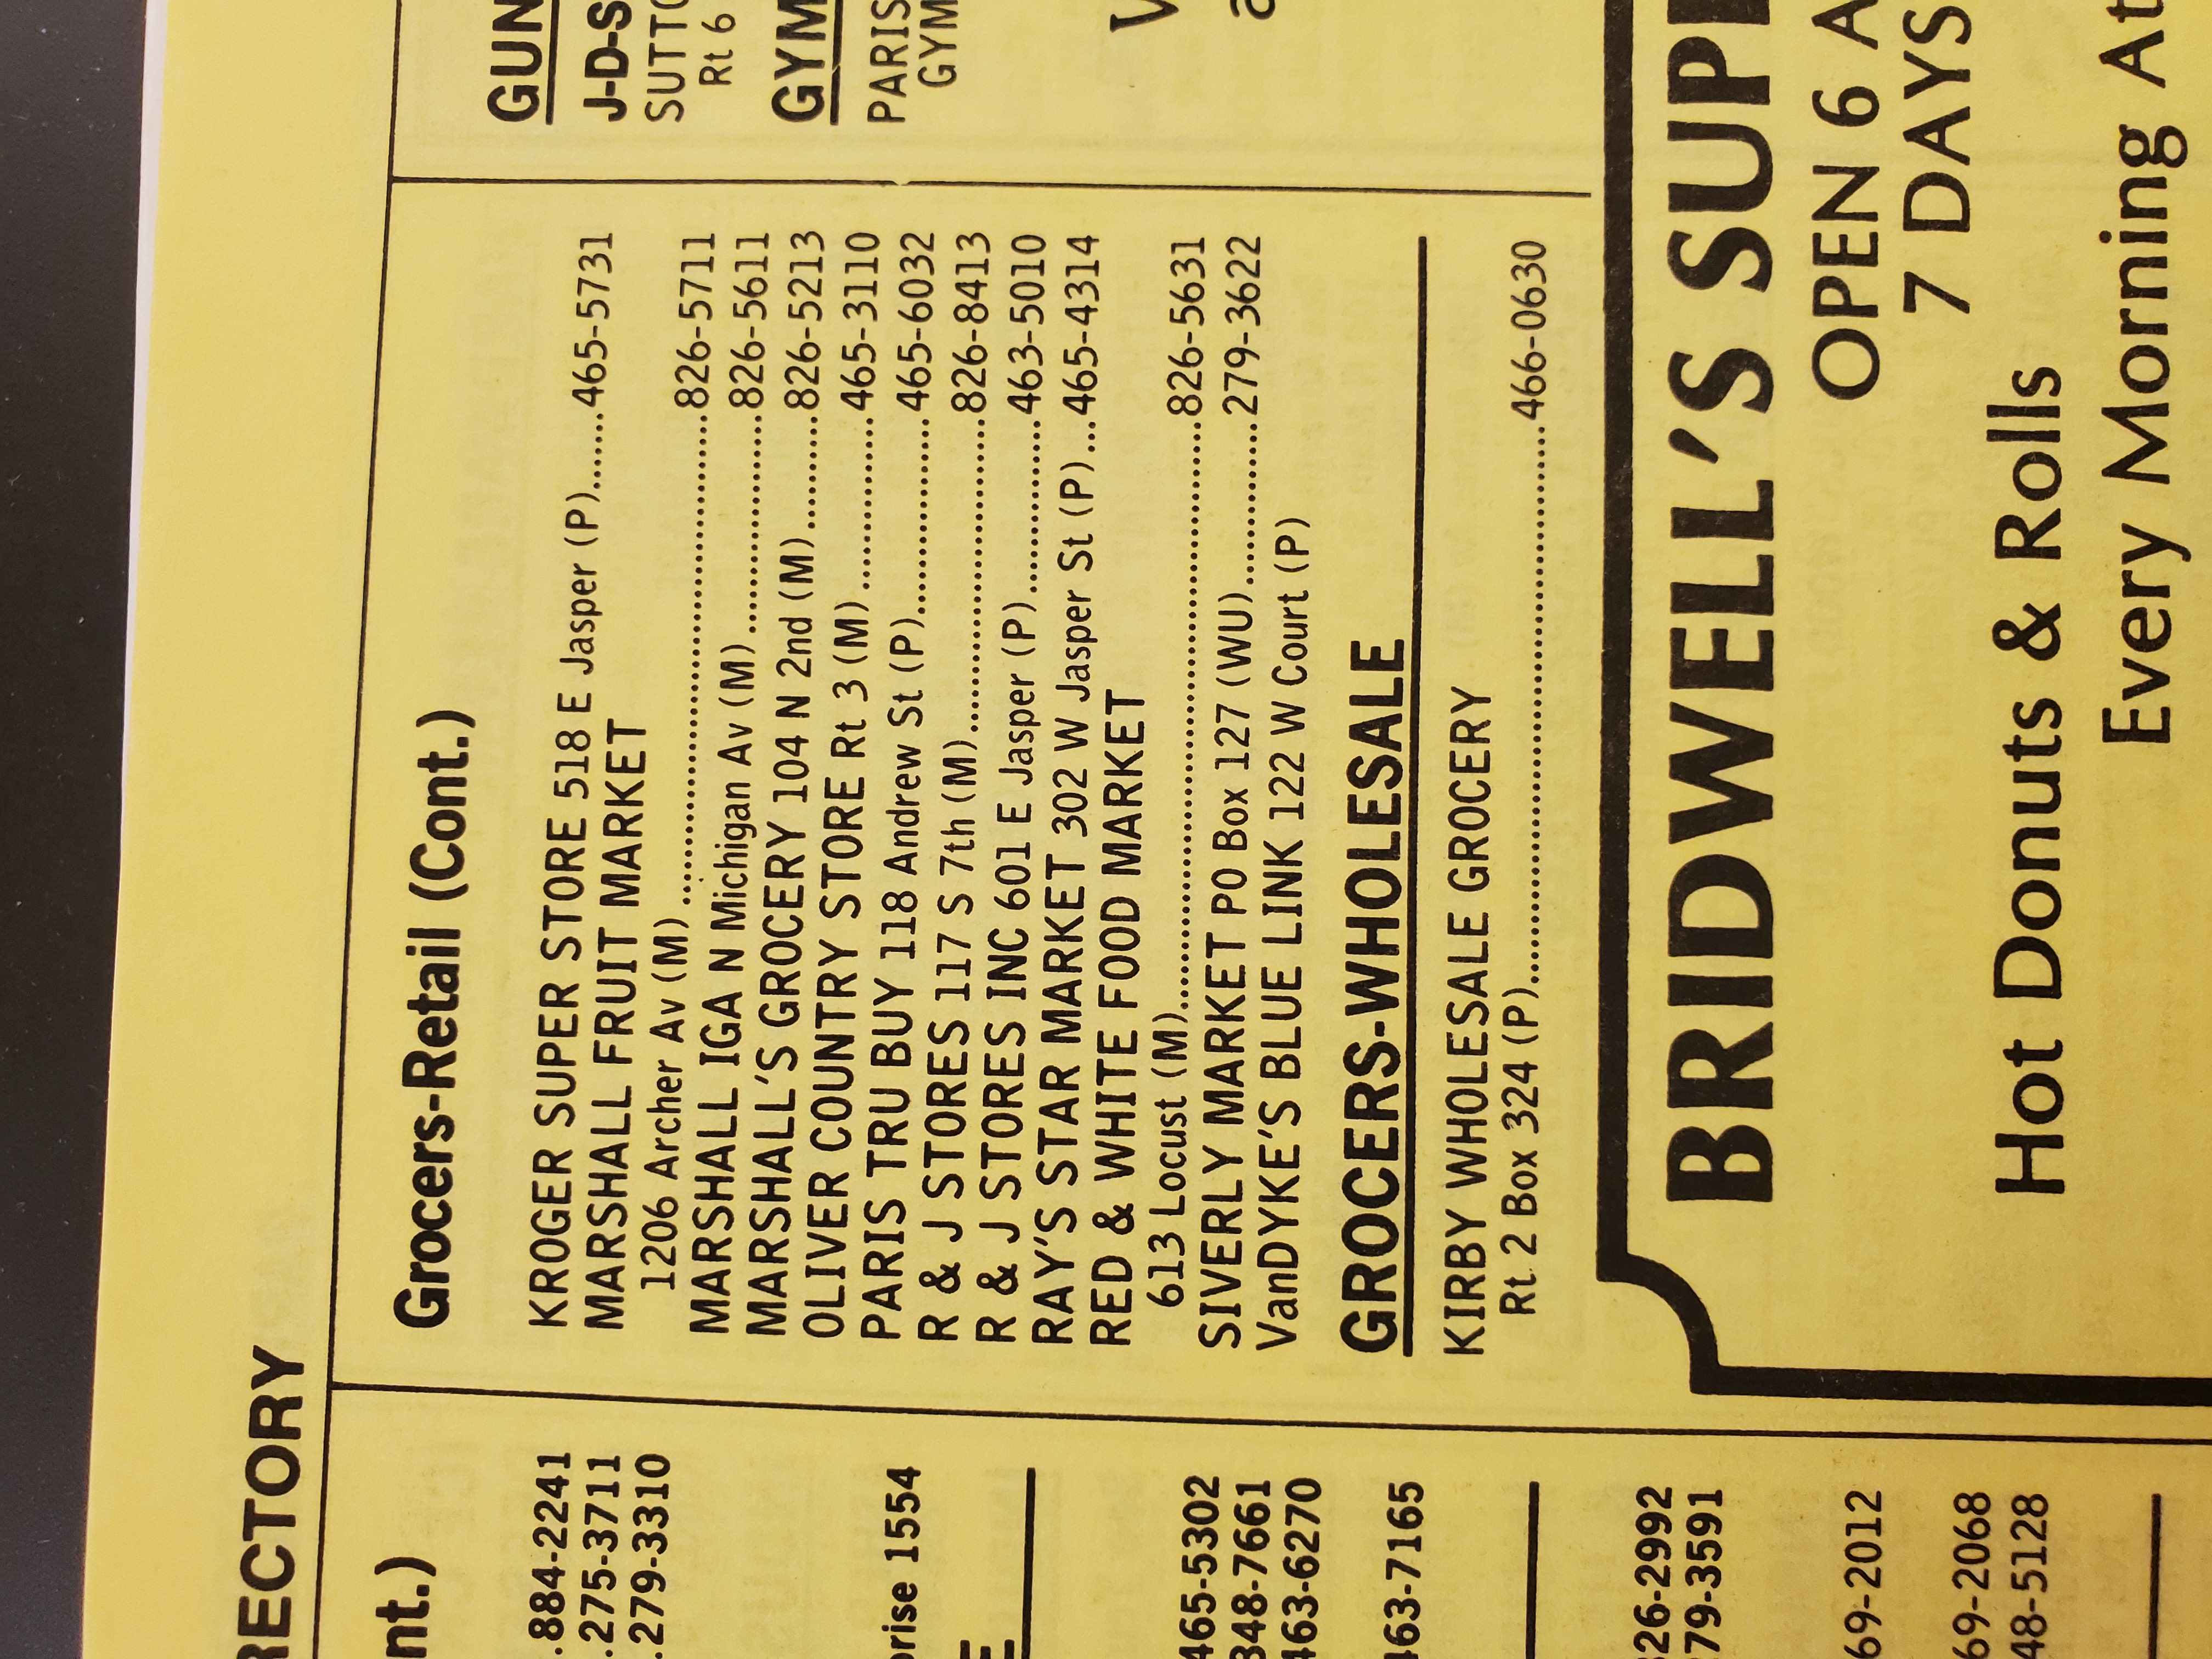 RECTORY
nt.)
.884-2241
.275-3711
.279-3310
prise 1554
465-5302
348-7661
463-6270
463-7165
26-2992
79-3591
69-2012
69-2068
48-5128
Grocers-Retail (Cont.)
KROGER SUPER STORE 518 E Jasper (P).......465-5731
MARSHALL FRUIT MARKET
1206 Archer Av (M)................................................826-5711
MARSHALL IGA N Michigan Av (M)....................826-5611
MARSHALL'S GROCERY 104 N 2nd (M)..........826-5213
OLIVER COUNTRY STORE Rt 3 (M)................465-3110
PARIS TRU BUY 118 Andrew St (P)..................465-6032
R & J STORES 117 S 7th (M)............................826-8413
R & J STORES INC 601 E Jasper (P)................463-5010
RAY'S STAR MARKET 302 W Jasper St (P)....465-4314
RED & WHITE FOOD MARKET
613 Locust (M)......................................................826-5631
SIVERLY MARKET PO Box 127 (WU)...............279-3622
VanDYKE'S BLUE LINK 122 W Court (P)
GROCERS-WHOLESALE
KIRBY WHOLESALE GROCERY
Rt 2 Box 324 (P)....................................................466-0630
BRIDWELL'S SUP
OPEN 6 A
7 DAYS
Hot Donuts & Rolls
Every Morning At
GUN
J-D-S
SUTTO
Rt 6
GYM
PARIS
GYM